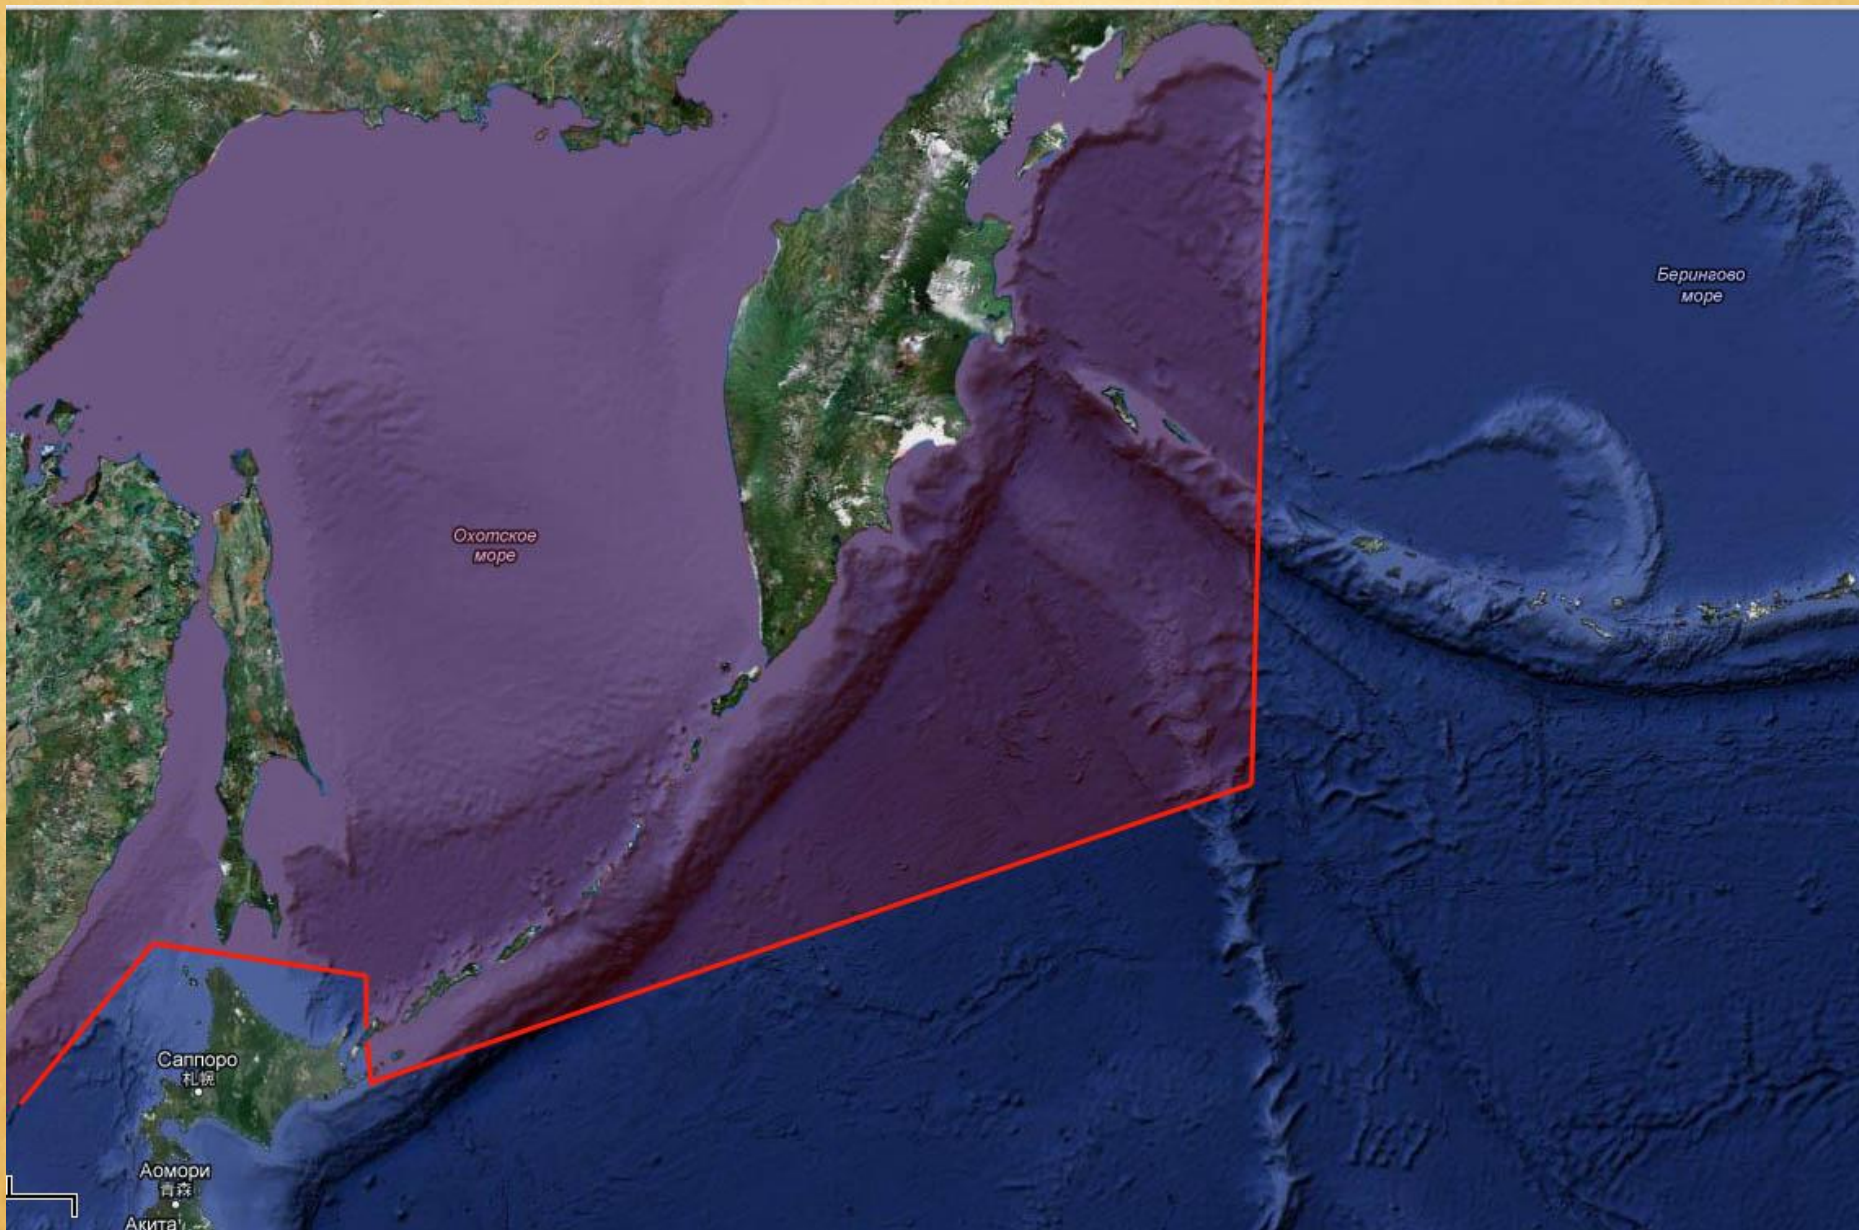 Берингово
море
Охотское
море
Саппоро
札幌
Аомори
青森
Акита